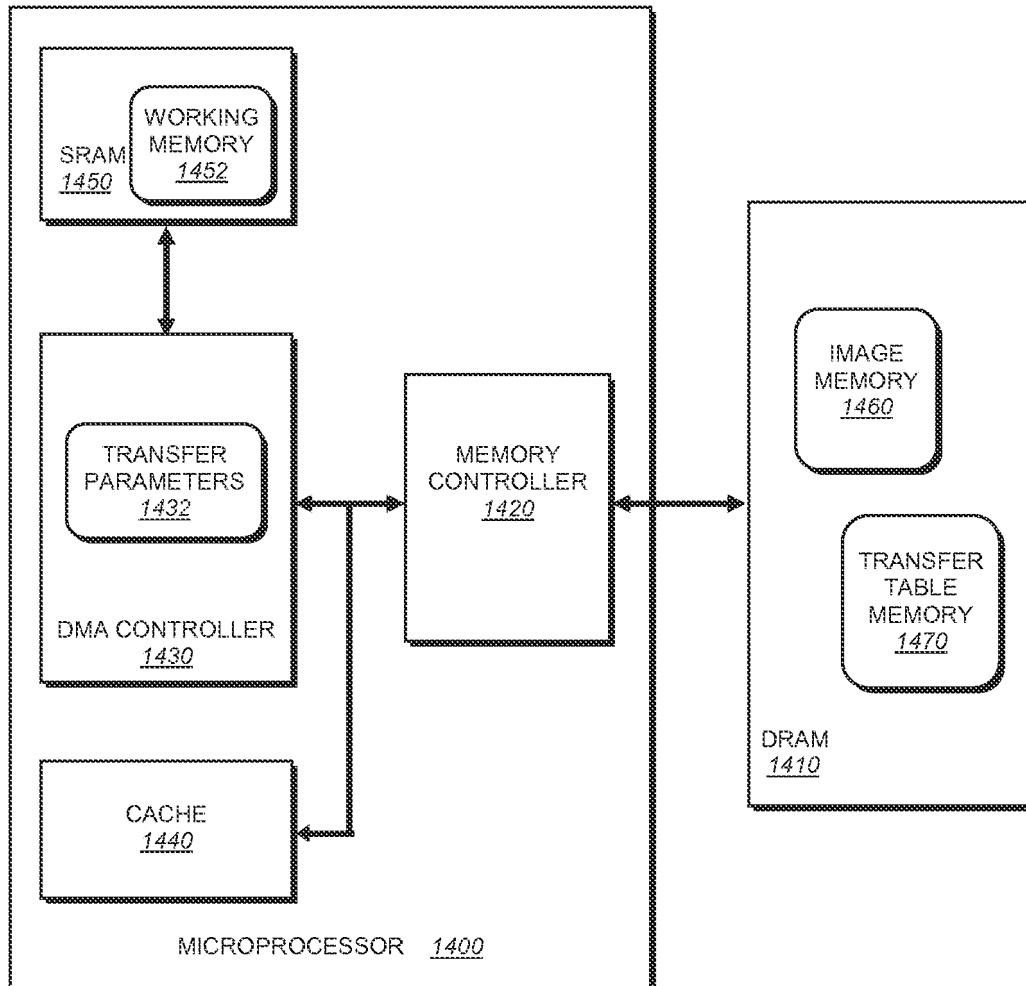 WORKING
MEMORY
1452
SRAM
1450
TRANSFER
PARAMETERS
1432
DMA CONTROLLER
1430
MEMORY
CONTROLLER
1420
IMAGE
MEMORY
1460
TRANSFER
TABLE
MEMORY
1470
DRAM
1410
CACHE
1440
MICROPROCESSOR 1400